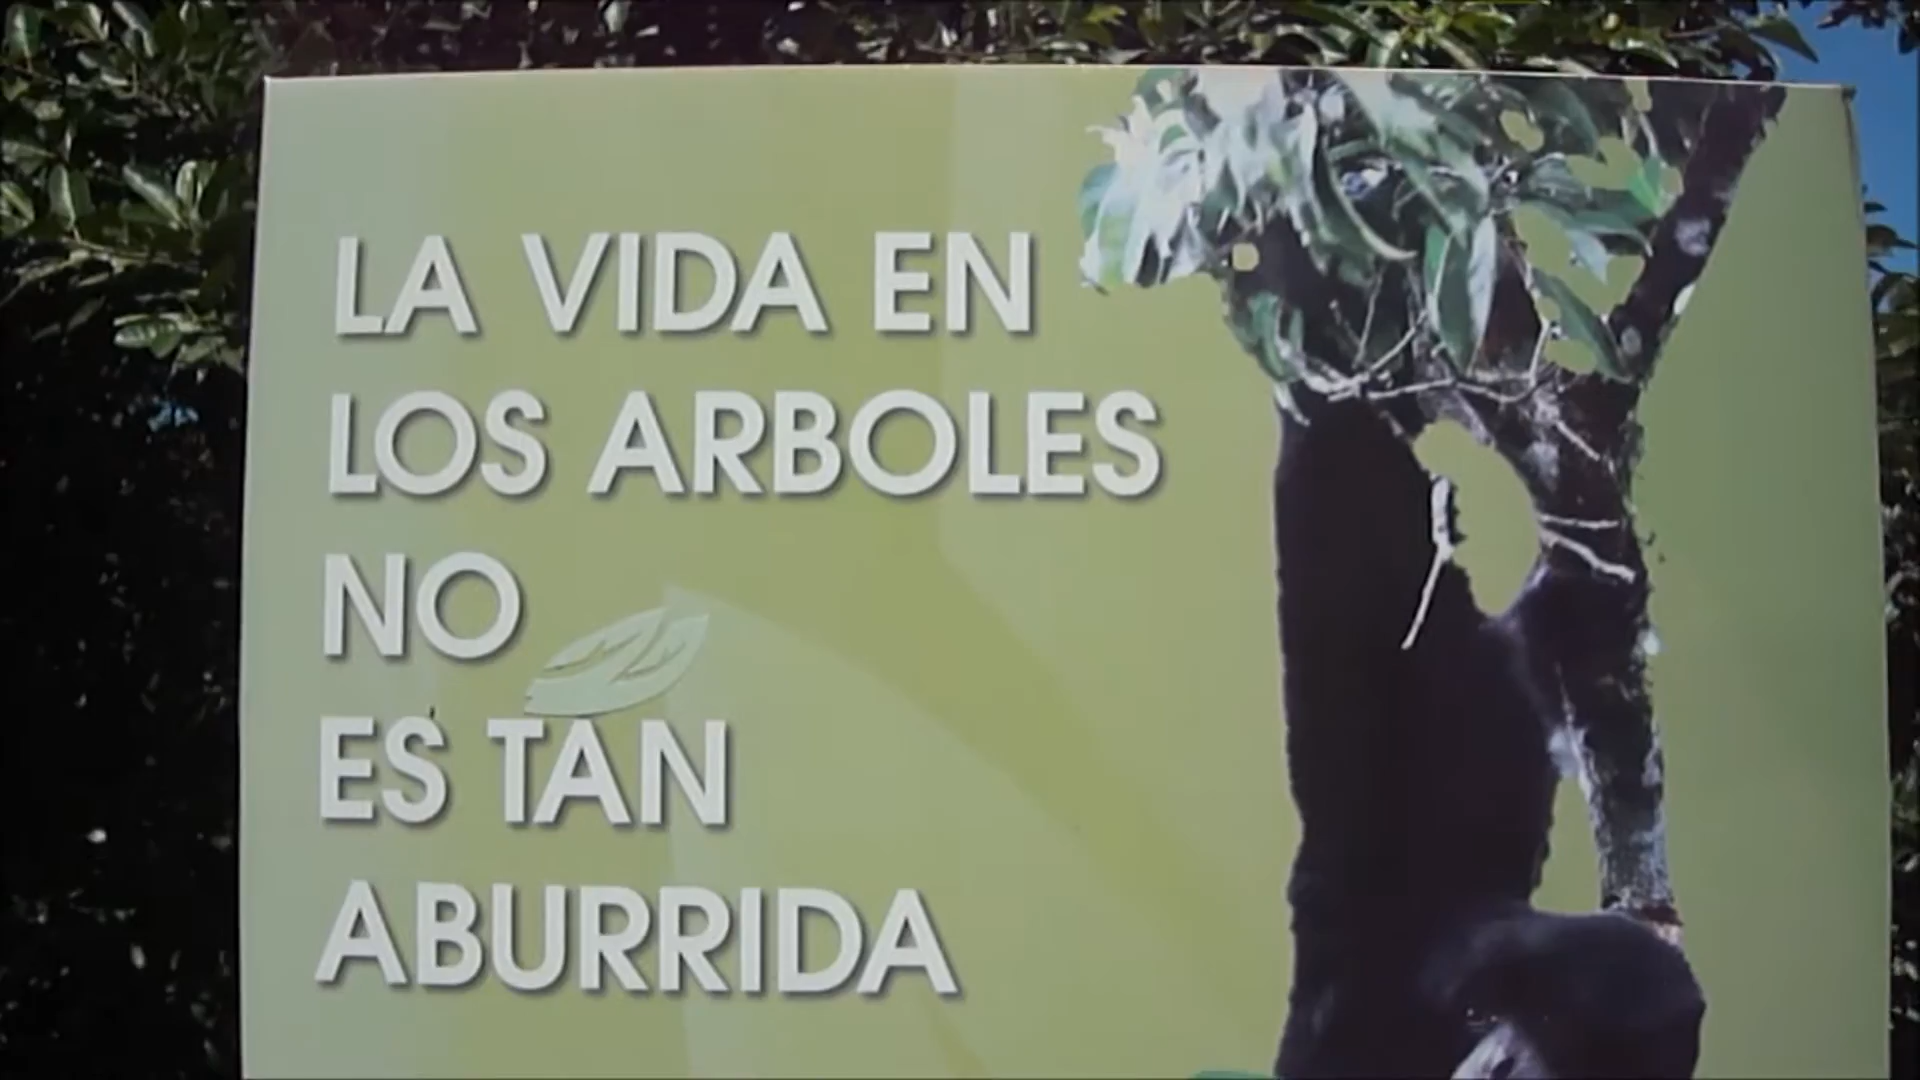 LA VIDA EN
LOS ARBOLES
NO
ES TAN
ABURRIDA